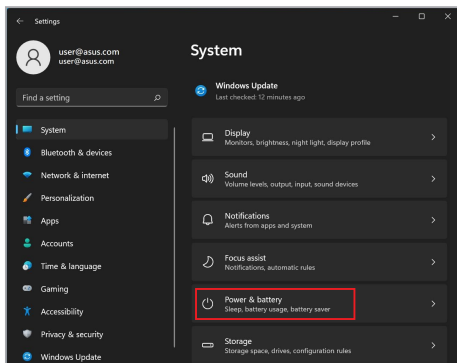 Settings
user@asus.com
user@asus.com
Find a setting
System
Bluetooth & devices
Network & internet
Personalization
Apps
Accounts
Time & language
Gaming
Accessibility
Privacy & security
Windows Update
System
Windows Update
Last checked: 12 minutes ago
Display
Monitors, brightness, night light, display profile
Sound
Volume levels, output, input, sound devices
Notifications
Alerts from apps and system
Focus assist
Notifications, automatic rules
Power & battery
Sleep, battery usage, battery saver
Storage
Storage space, drives, configuration rules